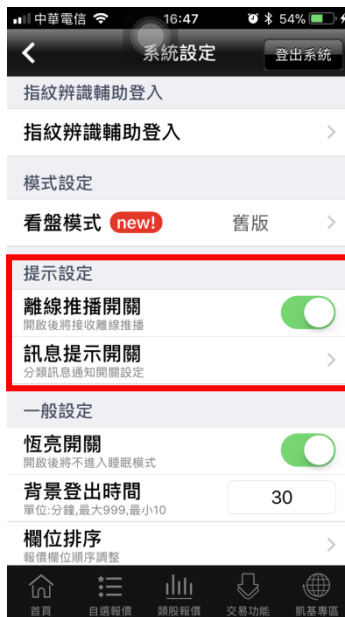 中華電信 16:47 54%
系統設定 登出系統
指紋辨識輔助登入
指紋辨識輔助登入
模式設定
看盤模式 new! 舊版
提示設定
離線推播開關
開啟後將接收離線推播
訊息提示開關
分類訊息通知開關設定
一般設定
恆亮開關
開啟後將不進入睡眠模式
背景登出時間 30
單位:分鐘,最大999,最小10
欄位排序
報價欄位順序調整
首頁 自選報價 類股報價 交易功能 凱基專區